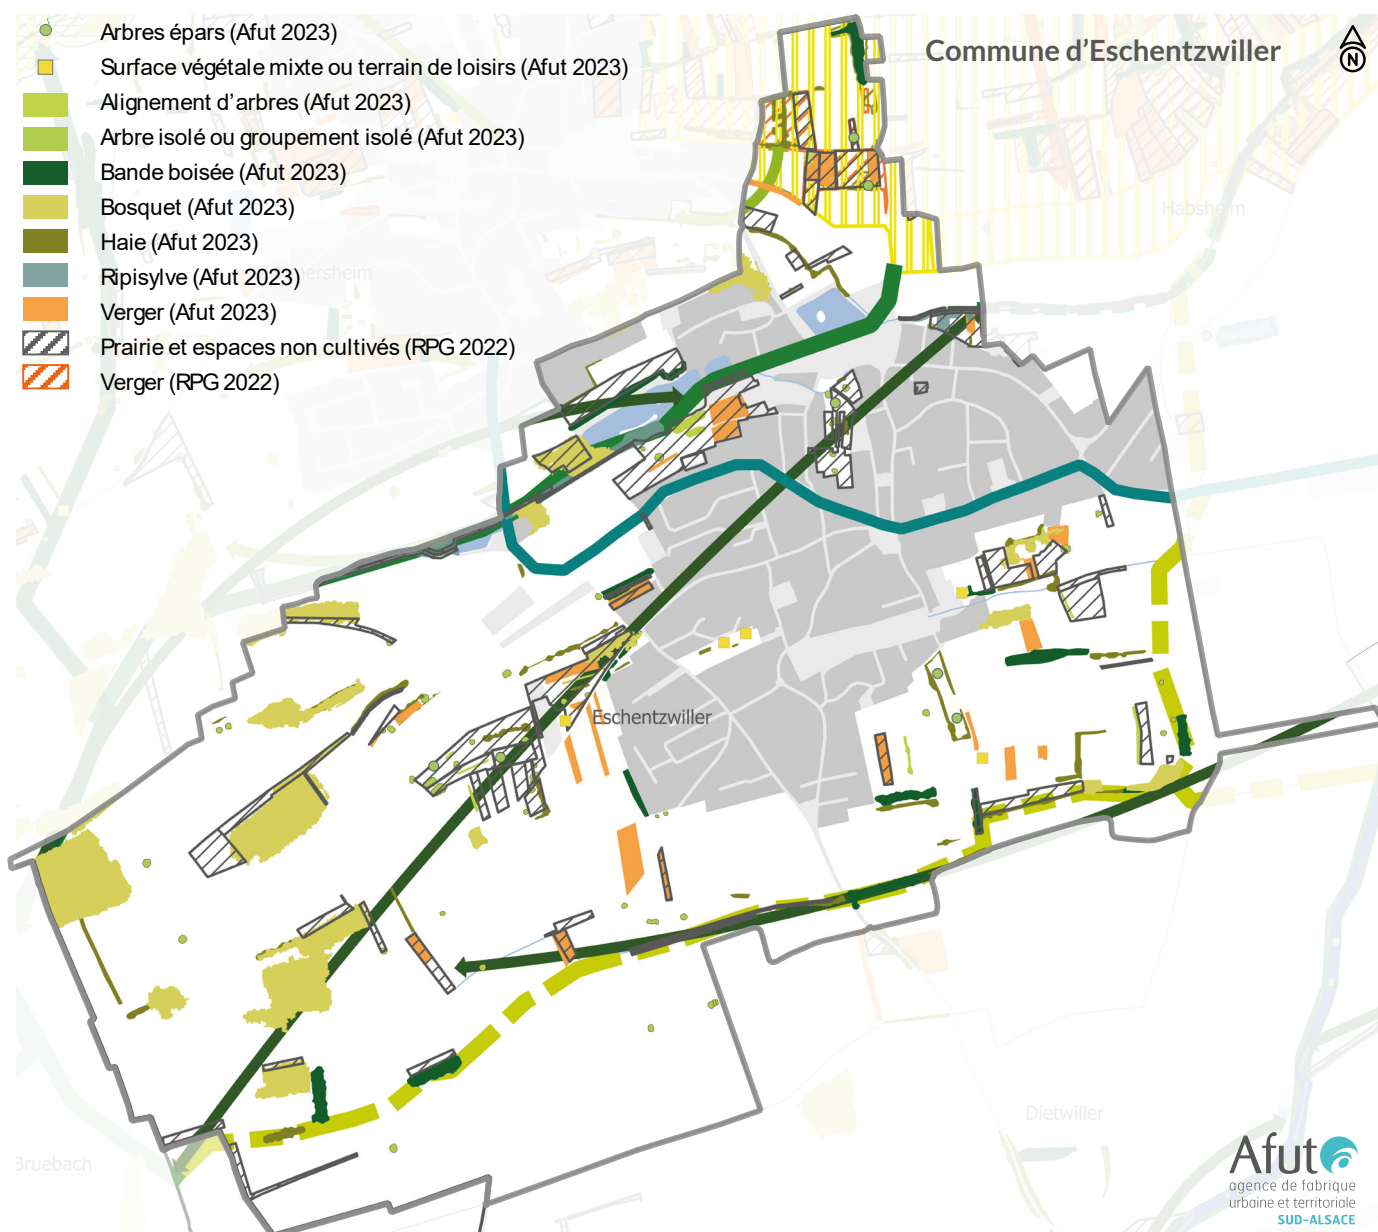 Arbres épars (Afut 2023)
Surface végétale mixte ou terrain de loisirs (Afut 2023)
Alignement d'arbres (Afut 2023)
Arbre isolé ou groupement isolé (Afut 2023)
Bande boisée (Afut 2023)
Bosquet (Afut 2023)
Haie (Afut 2023)
Ripisylve (Afut 2023)
Verger (Afut 2023)
Prairie et espaces non cultivés (RPG 2022)
Verger (RPG 2022)
Commune d'Eschentzwiller
N
Habsheim
Eschentzwiller
Dietwiller
Bruebach
Afut
agence de fabrique
urbaine et territoriale
SUD-ALSACE